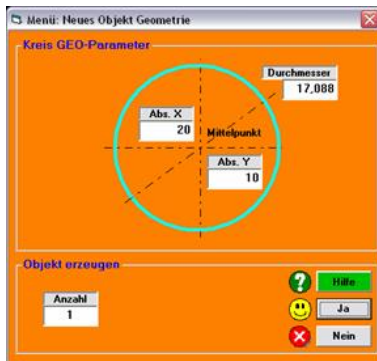 Menü: Neues Objekt Geometrie
Kreis GEO-Parameter
Durchmesser
17,088
Abs. X
20
Mittelpunkt
Abs. Y
10
Objekt erzeugen
Anzahl
1
Hilfe
Ja
Nein